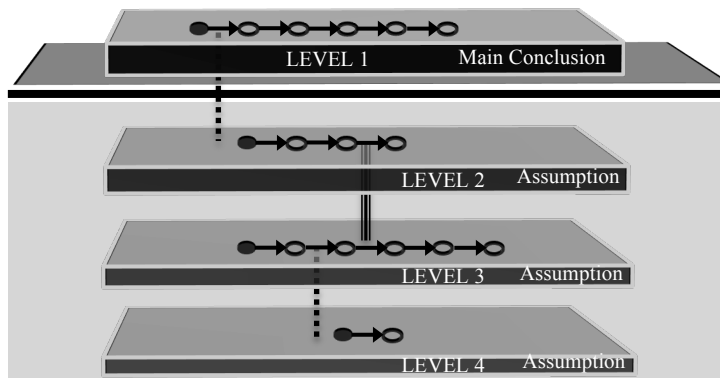 LEVEL 1 Main Conclusion
LEVEL 2 Assumption
LEVEL 3 Assumption
LEVEL 4 Assumption